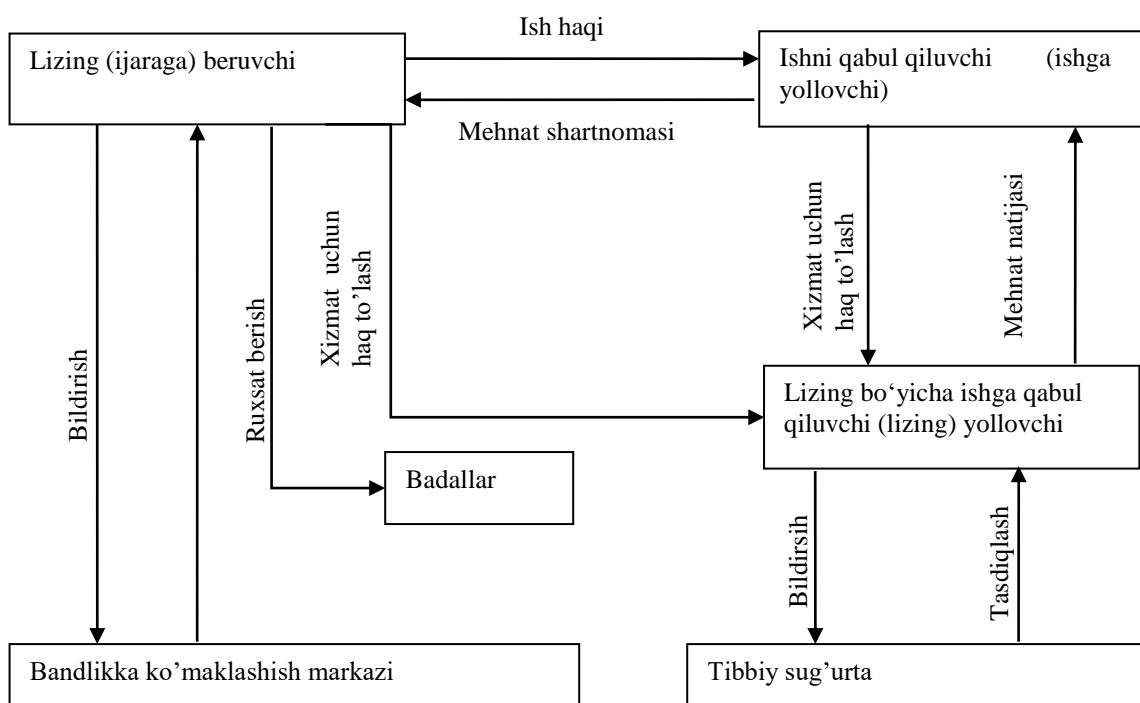 Ish haqi
Lizing (ijaraga) beruvchi
Ishni qabul qiluvchi (ishga
yollovchi)
Mehnat shartnomasi
Bildirish
Ruxsat berish
Xizmat uchun
haq to’lash
Xizmat uchun
haq to’lash
Mehnat natijasi
Lizing bo‘yicha ishga qabul
qiluvchi (lizing) yollovchi
Badallar
Bildirsih
Tasdiqlash
Bandlikka ko’maklashish markazi
Tibbiy sug’urta